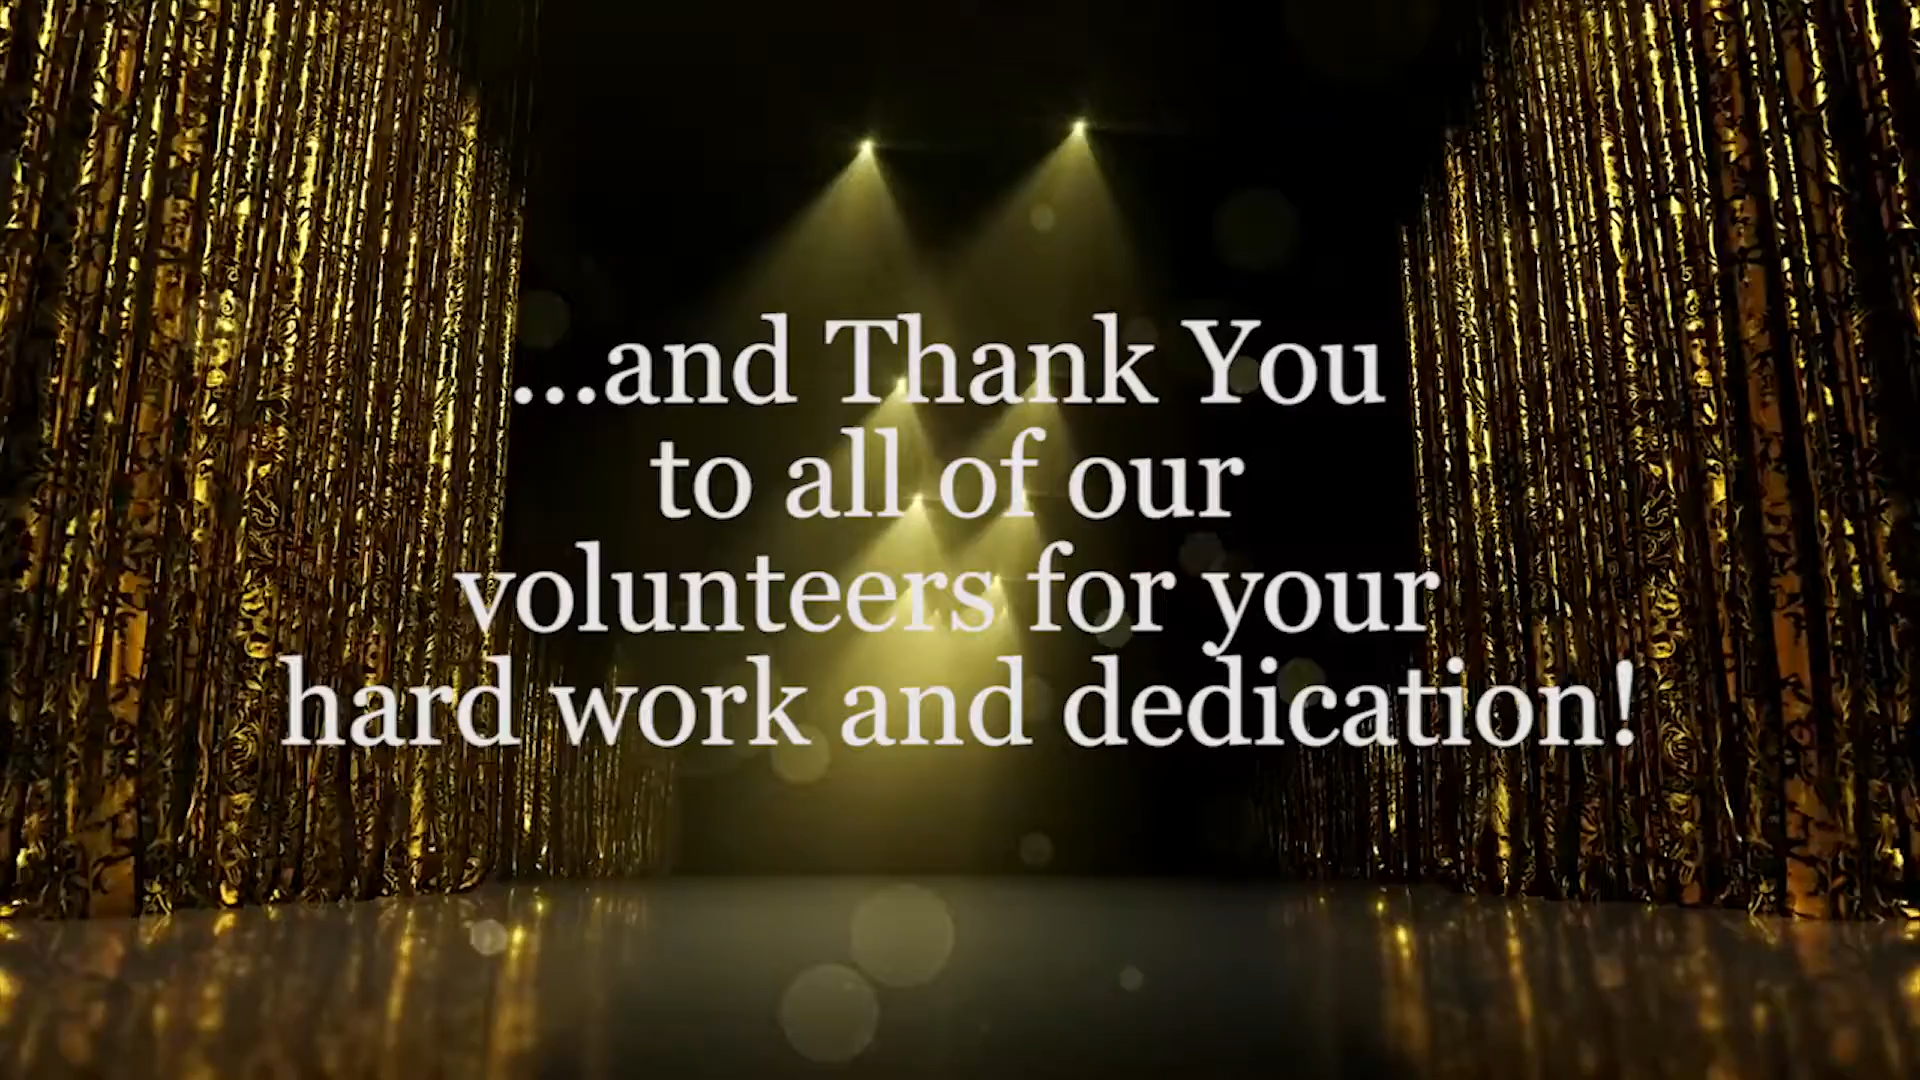 ...and Thank You
to all of our
volunteers for your
hard work and dedication!